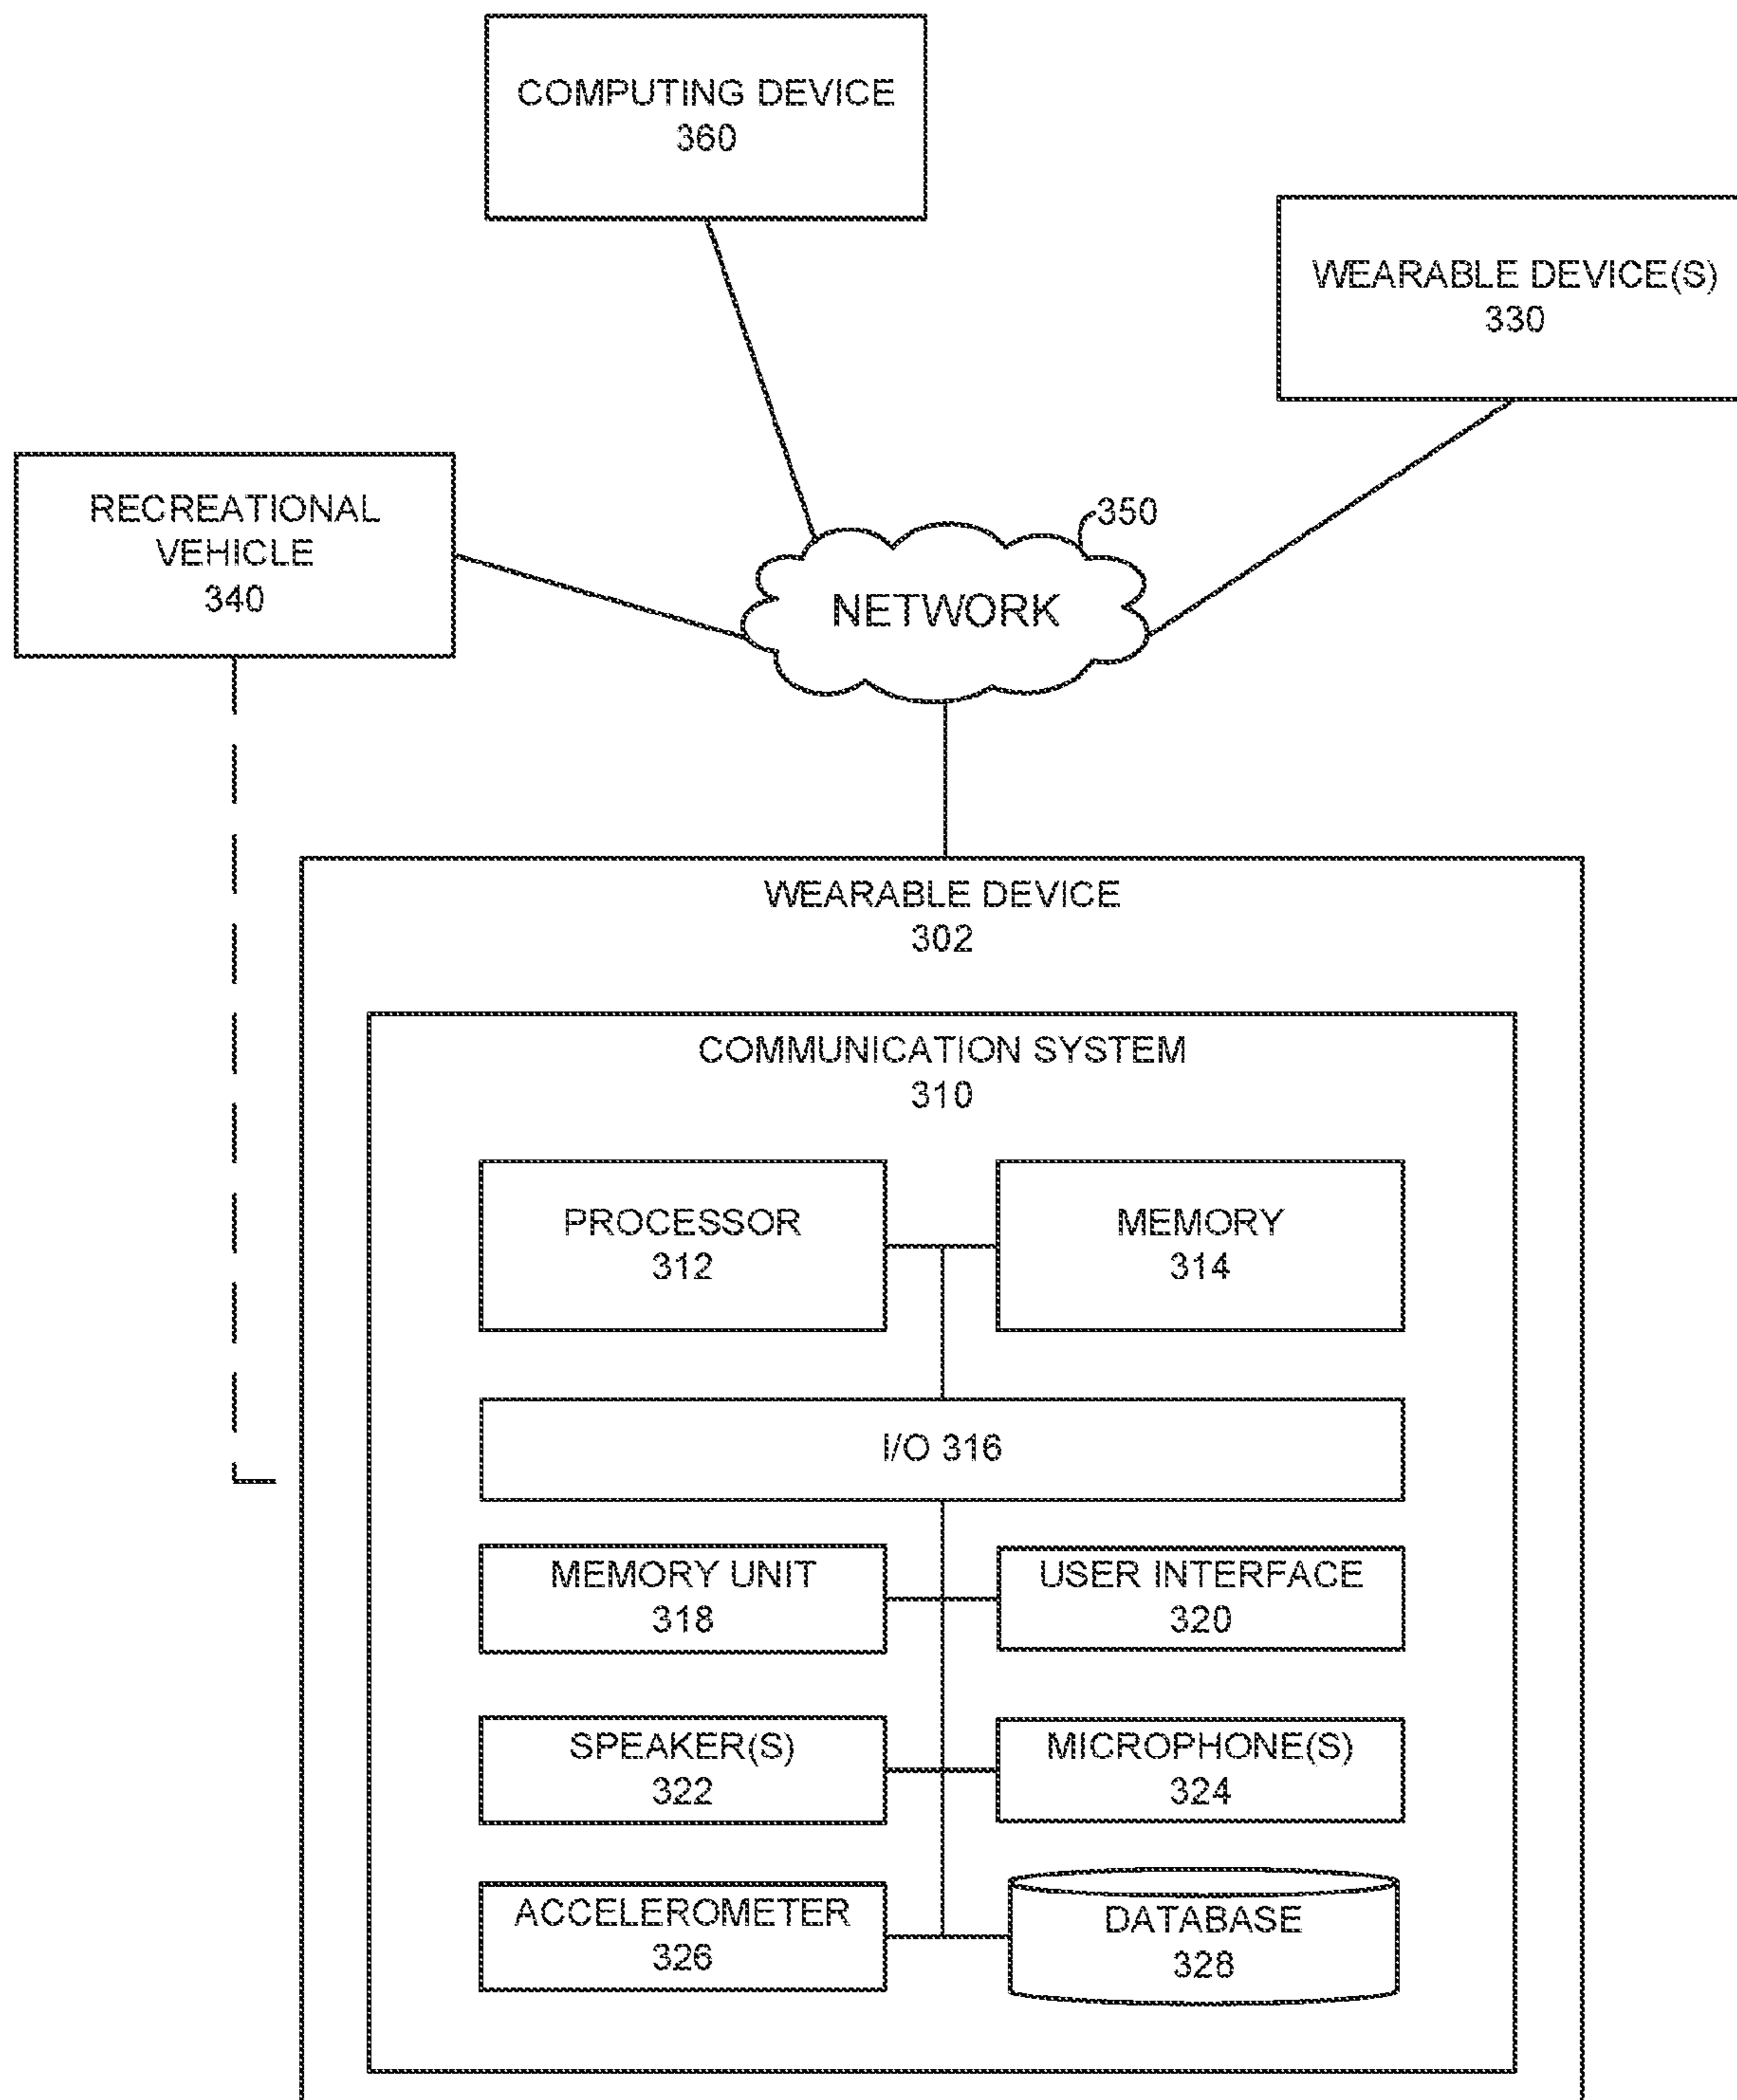 COMPUTING DEVICE
360
WEARABLE DEVICE(S)
330
RECREATIONAL
VEHICLE
340
350
NETWORK
WEARABLE DEVICE
302
COMMUNICATION SYSTEM
310
PROCESSOR
312
MEMORY
314
I/O 316
MEMORY UNIT
318
USER INTERFACE
320
SPEAKER(S)
322
MICROPHONE(S)
324
ACCELEROMETER
326
DATABASE
328